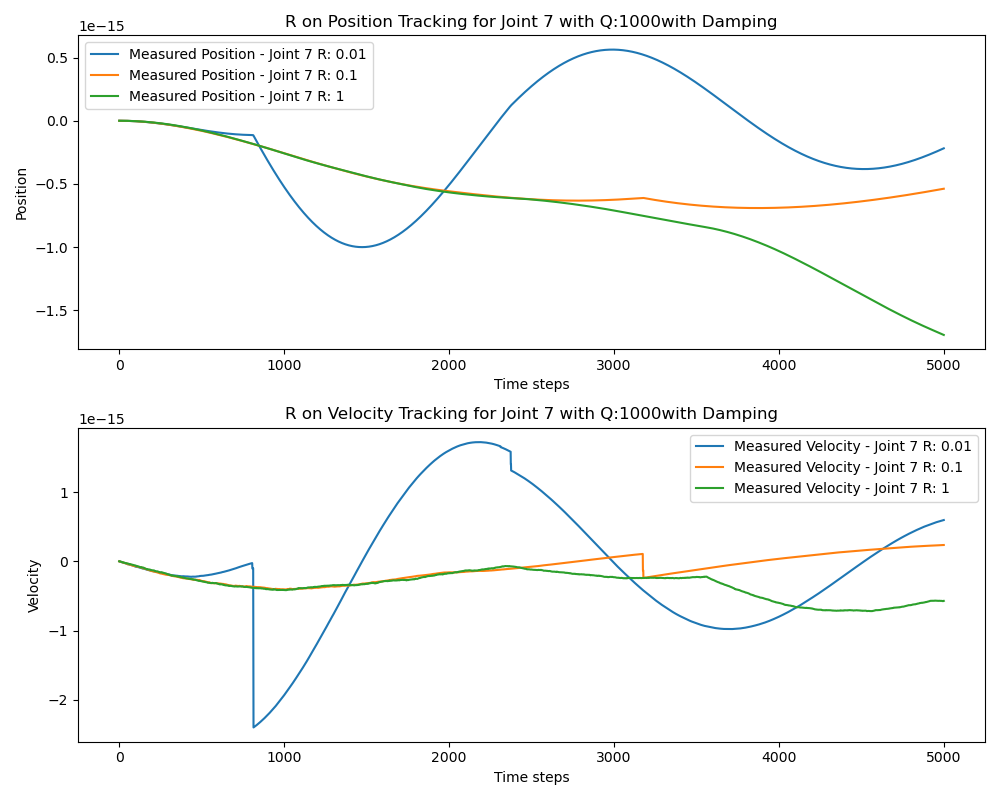 R on Position Tracking for Joint 7 with Q:1000with Damping
1e−15
Measured Position - Joint 7 R: 0.01
Measured Position - Joint 7 R: 0.1
Measured Position - Joint 7 R: 1
0.5
0.0
−0.5
−1.0
−1.5
Position
0 1000 2000 3000 4000 5000
Time steps
R on Velocity Tracking for Joint 7 with Q:1000with Damping
1e−15
Measured Velocity - Joint 7 R: 0.01
Measured Velocity - Joint 7 R: 0.1
Measured Velocity - Joint 7 R: 1
1
0
−1
−2
Velocity
0 1000 2000 3000 4000 5000
Time steps